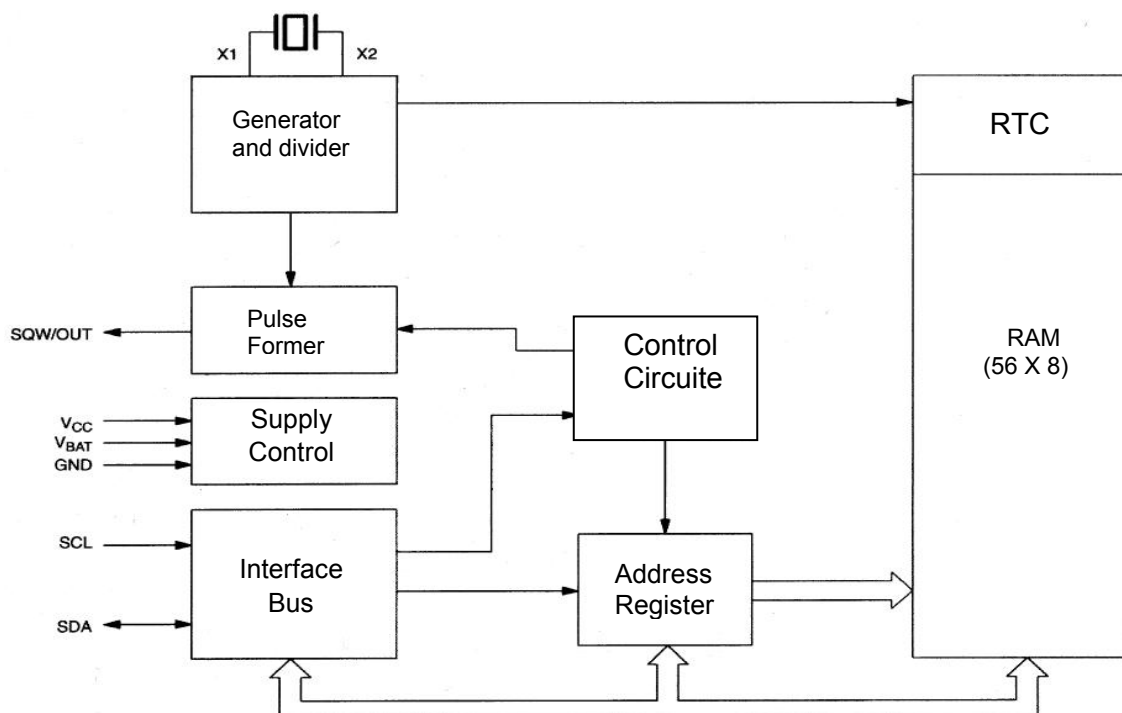 X1
X2
Generator
and divider
RTC
SQW/OUT
Pulse
Former
Control
Circuite
RAM
(56 X 8)
VCC
VBAT
GND
Supply
Control
SCL
SDA
Interface
Bus
Address
Register